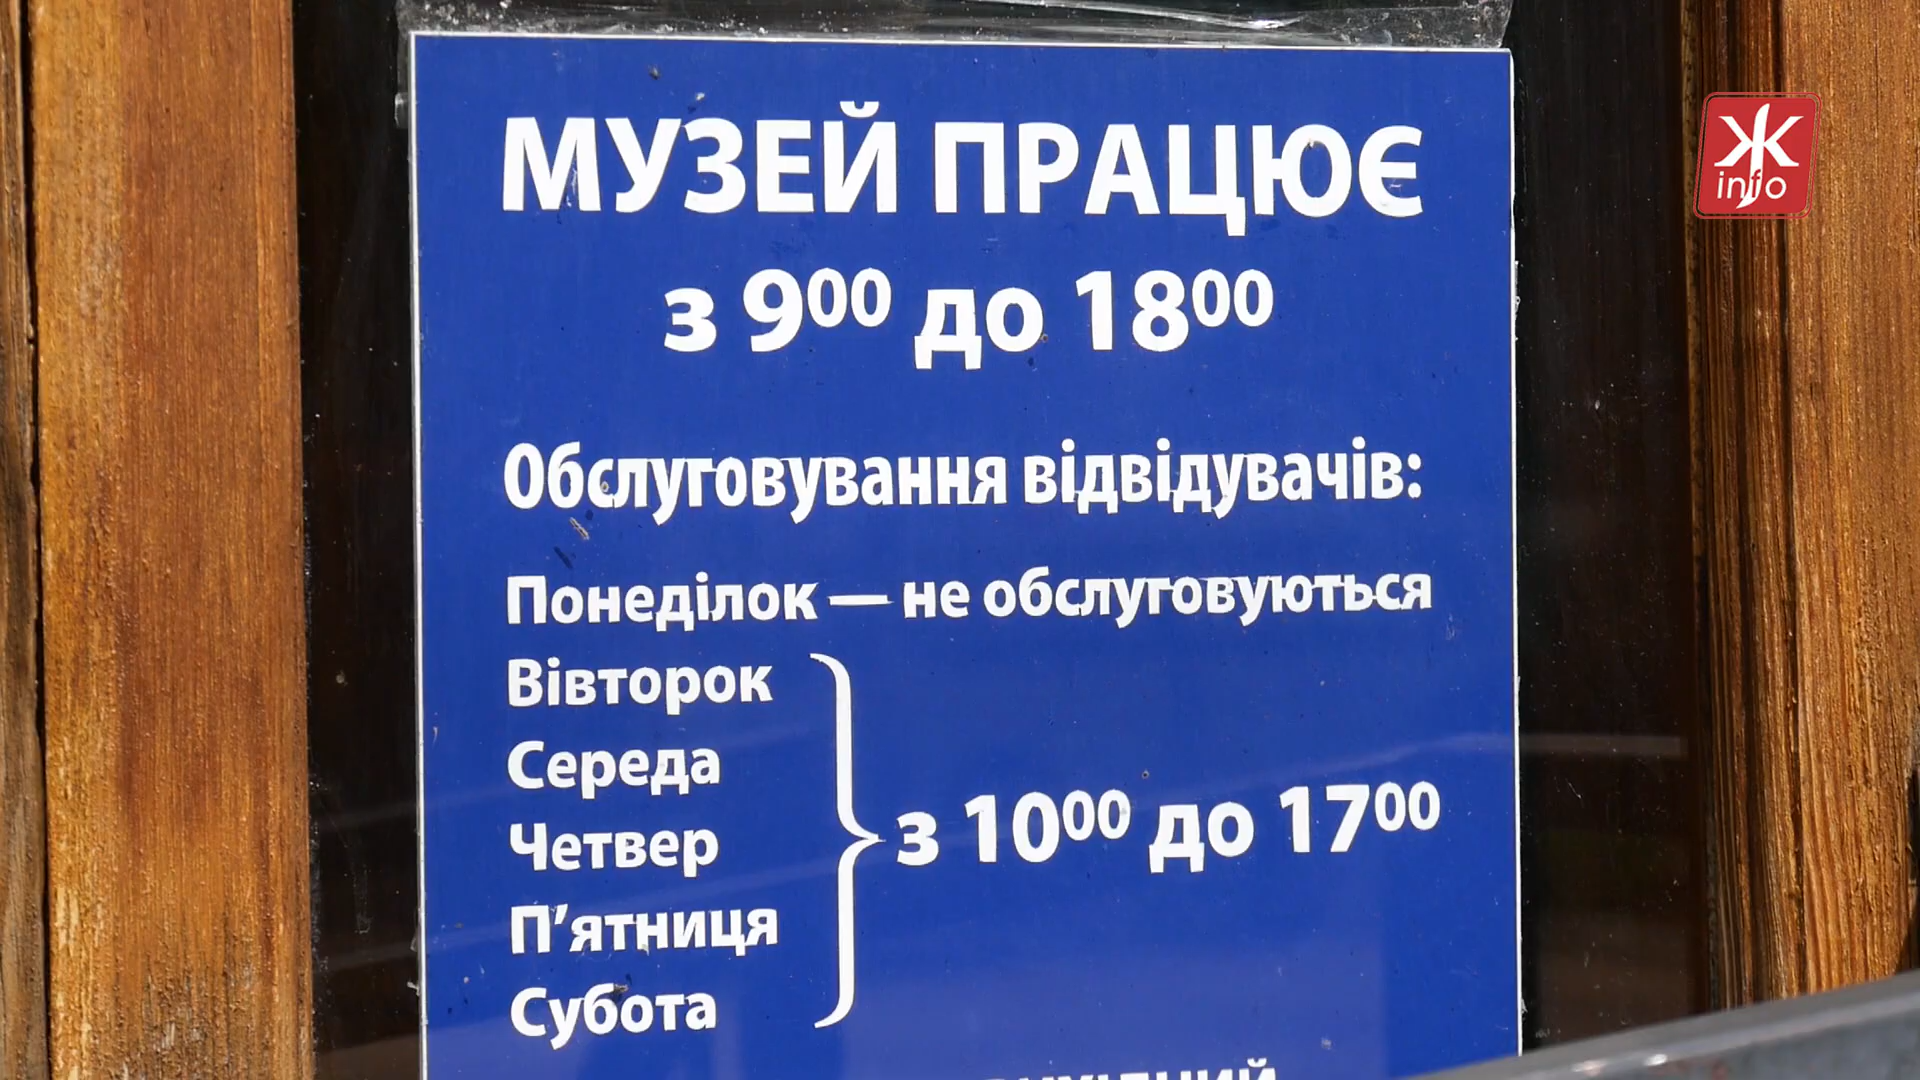 МУЗЕЙ ПРАЦЮЄ
з 9⁰⁰ до 18⁰⁰
Обслуговування відвідувачів:
Понеділок — не обслуговуються
Вівторок
Середа
Четвер
П’ятниця
Субота
з 10⁰⁰ до 17⁰⁰
Ж
info